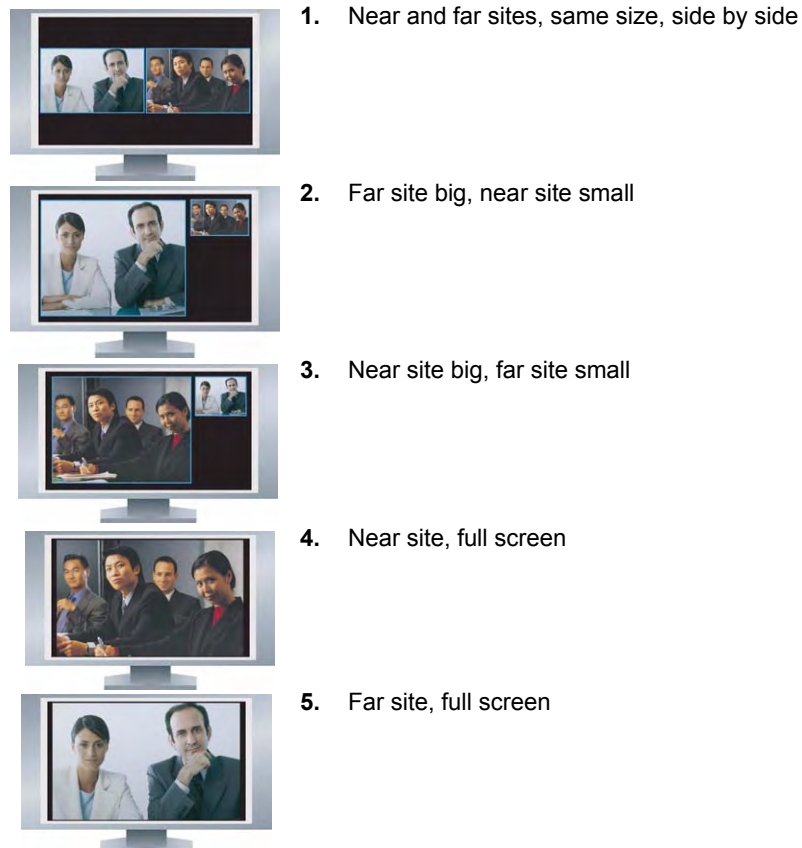 1. Near and far sites, same size, side by side
2. Far site big, near site small
3. Near site big, far site small
4. Near site, full screen
5. Far site, full screen